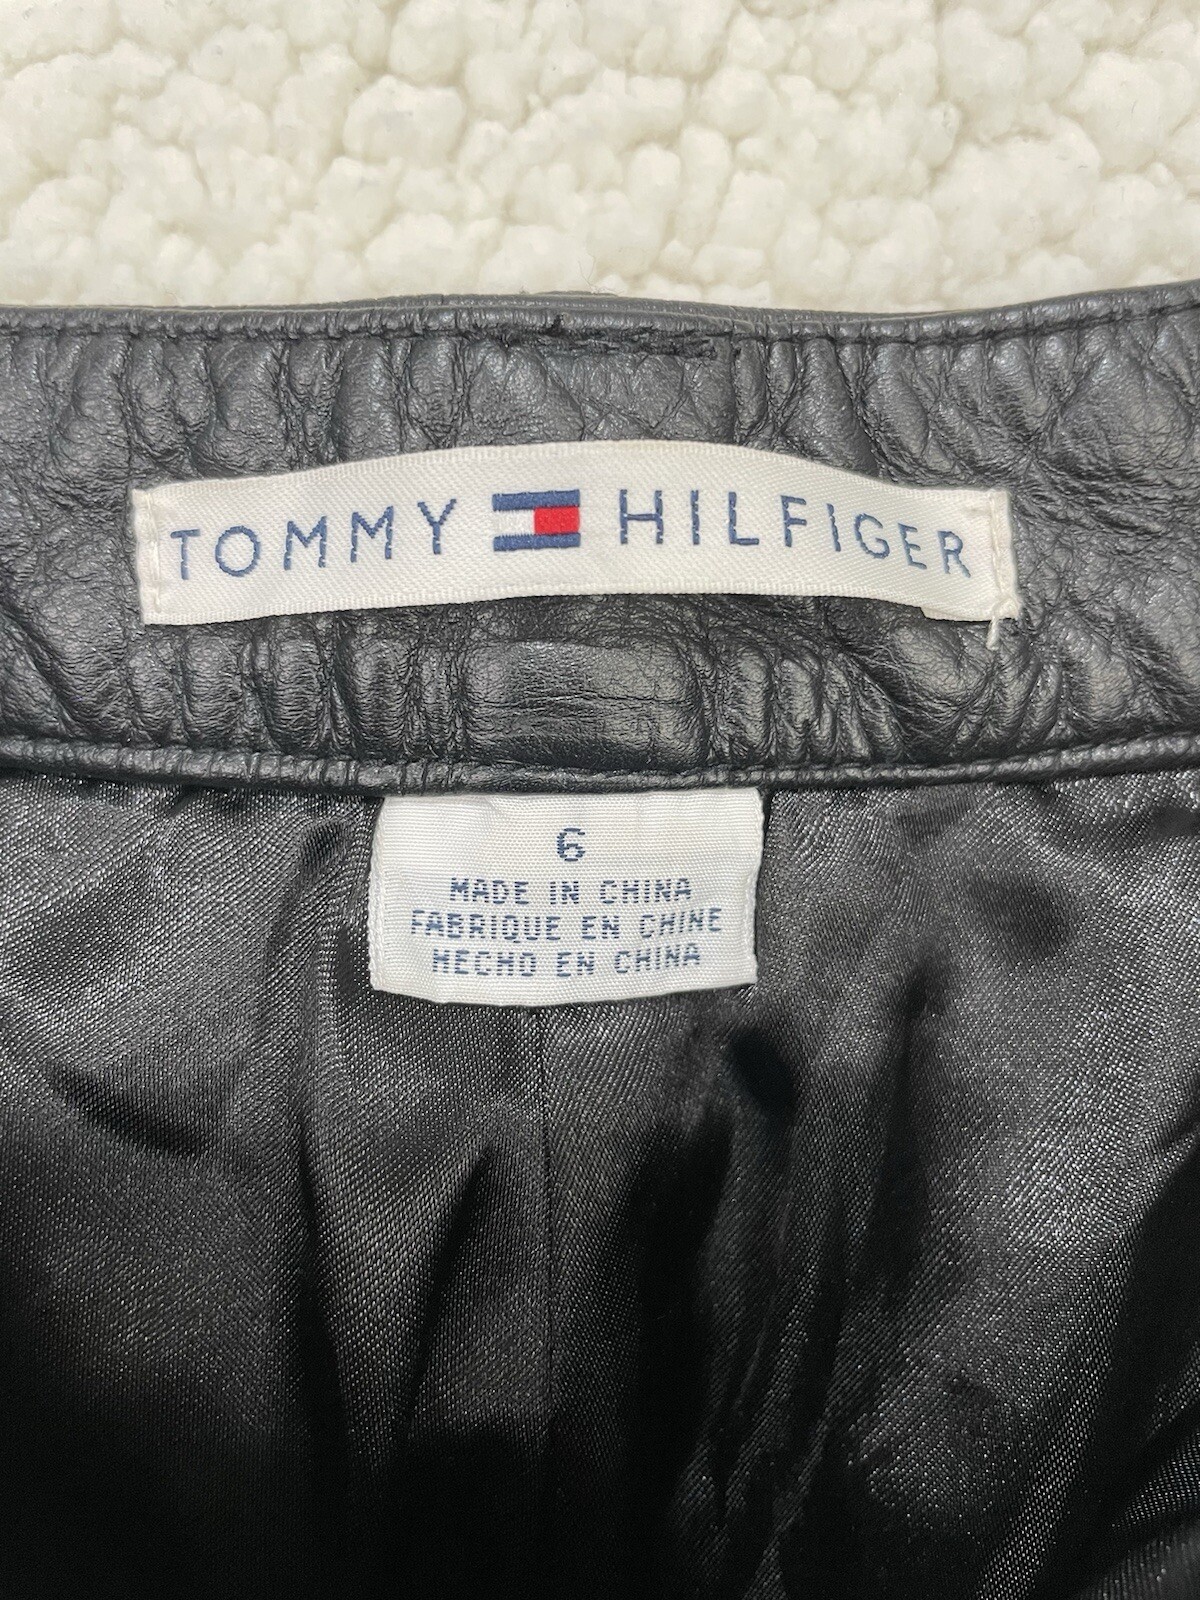 TOMMY HILFIGER
6
MADE IN CHINA
FABRIQUE EN CHINE
HECHO EN CHINA